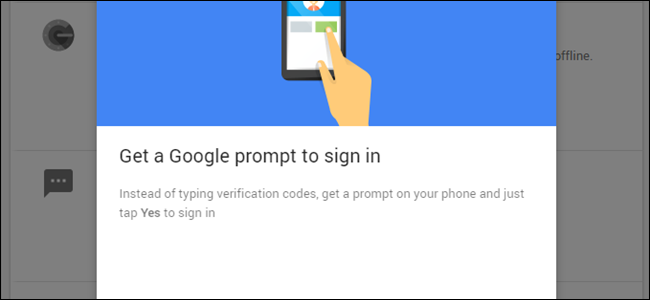 offline.
Get a Google prompt to sign in
Instead of typing verification codes, get a prompt on your phone and just
tap Yes to sign in